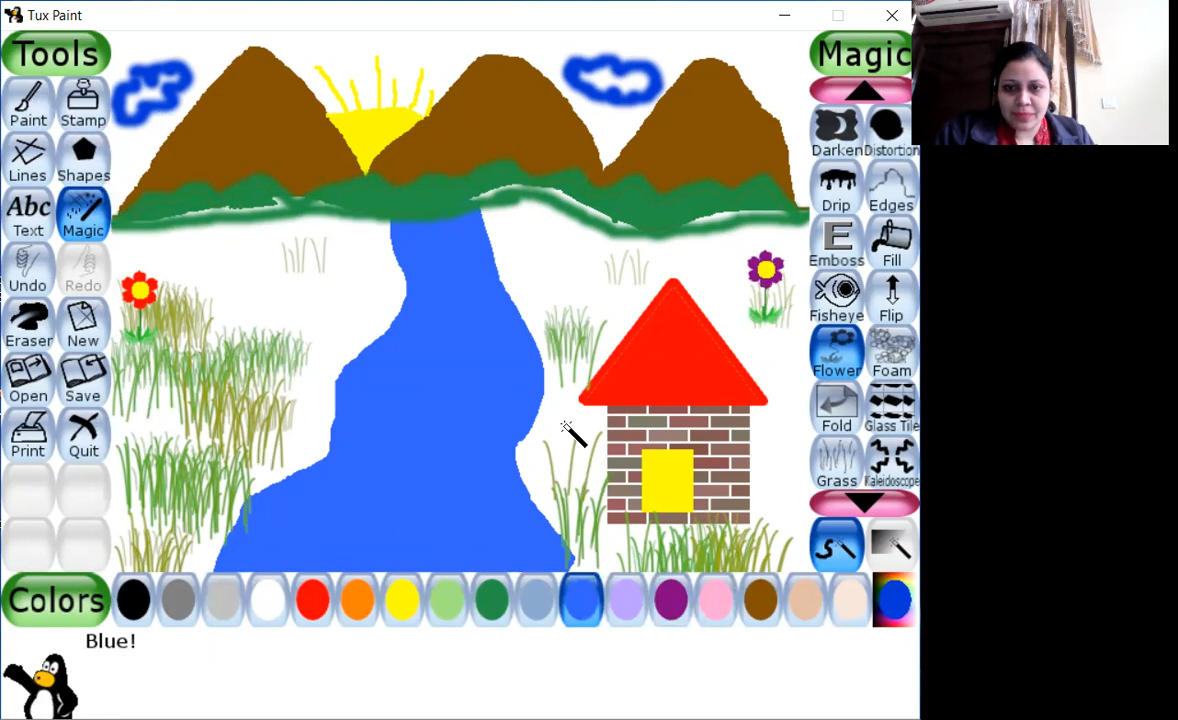 Tux Paint
Tools
Magic
Paint Stamp
Lines Shapes
Abc
Text Magic
Undo Redo
Eraser New
Open Save
Print Quit
Darken Distortion
Drip Edges
E
Emboss Fill
Fisheye Flip
Flower Foam
Fold Glass Tile
Grass Kaleidoscope
Colors
Blue!